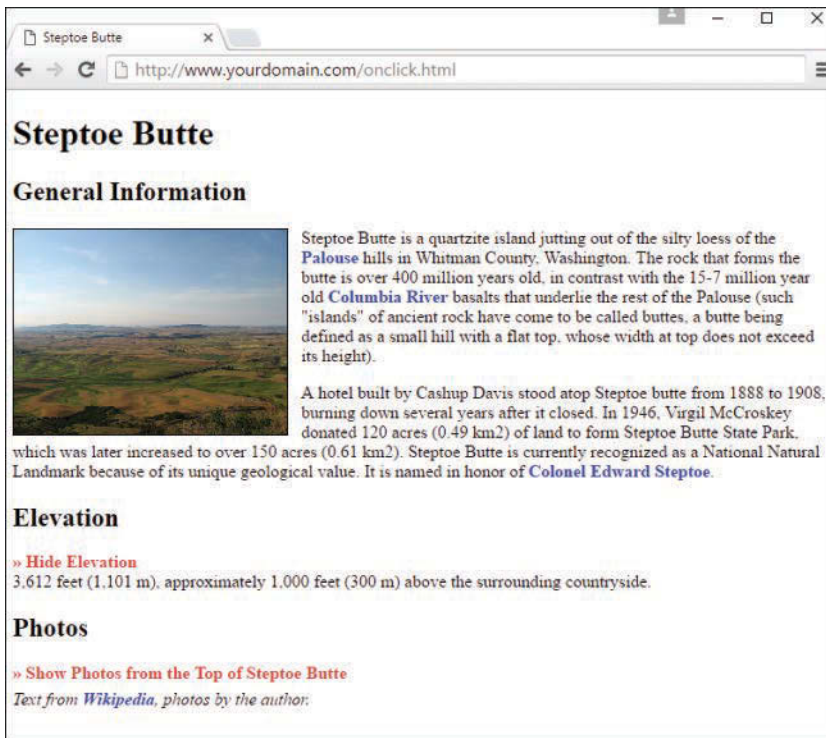 Steptoe Butte
http://www.yourdomain.com/onclick.html
Steptoe Butte
General Information
Steptoe Butte is a quartzite island jutting out of the silty loess of the
Palouse hills in Whitman County, Washington. The rock that forms the
butte is over 400 million years old, in contrast with the 15-7 million year
old Columbia River basalts that underlie the rest of the Palouse (such
"islands" of ancient rock have come to be called buttes, a butte being
defined as a small hill with a flat top, whose width at top does not exceed
its height).
A hotel built by Cashup Davis stood atop Steptoe butte from 1888 to 1908,
burning down several years after it closed. In 1946, Virgil McCroskey
donated 120 acres (0.49 km2) of land to form Steptoe Butte State Park,
which was later increased to over 150 acres (0.61 km2). Steptoe Butte is currently recognized as a National Natural
Landmark because of its unique geological value. It is named in honor of Colonel Edward Steptoe.
Elevation
» Hide Elevation
3,612 feet (1,101 m), approximately 1,000 feet (300 m) above the surrounding countryside.
Photos
» Show Photos from the Top of Steptoe Butte
Text from Wikipedia, photos by the author.